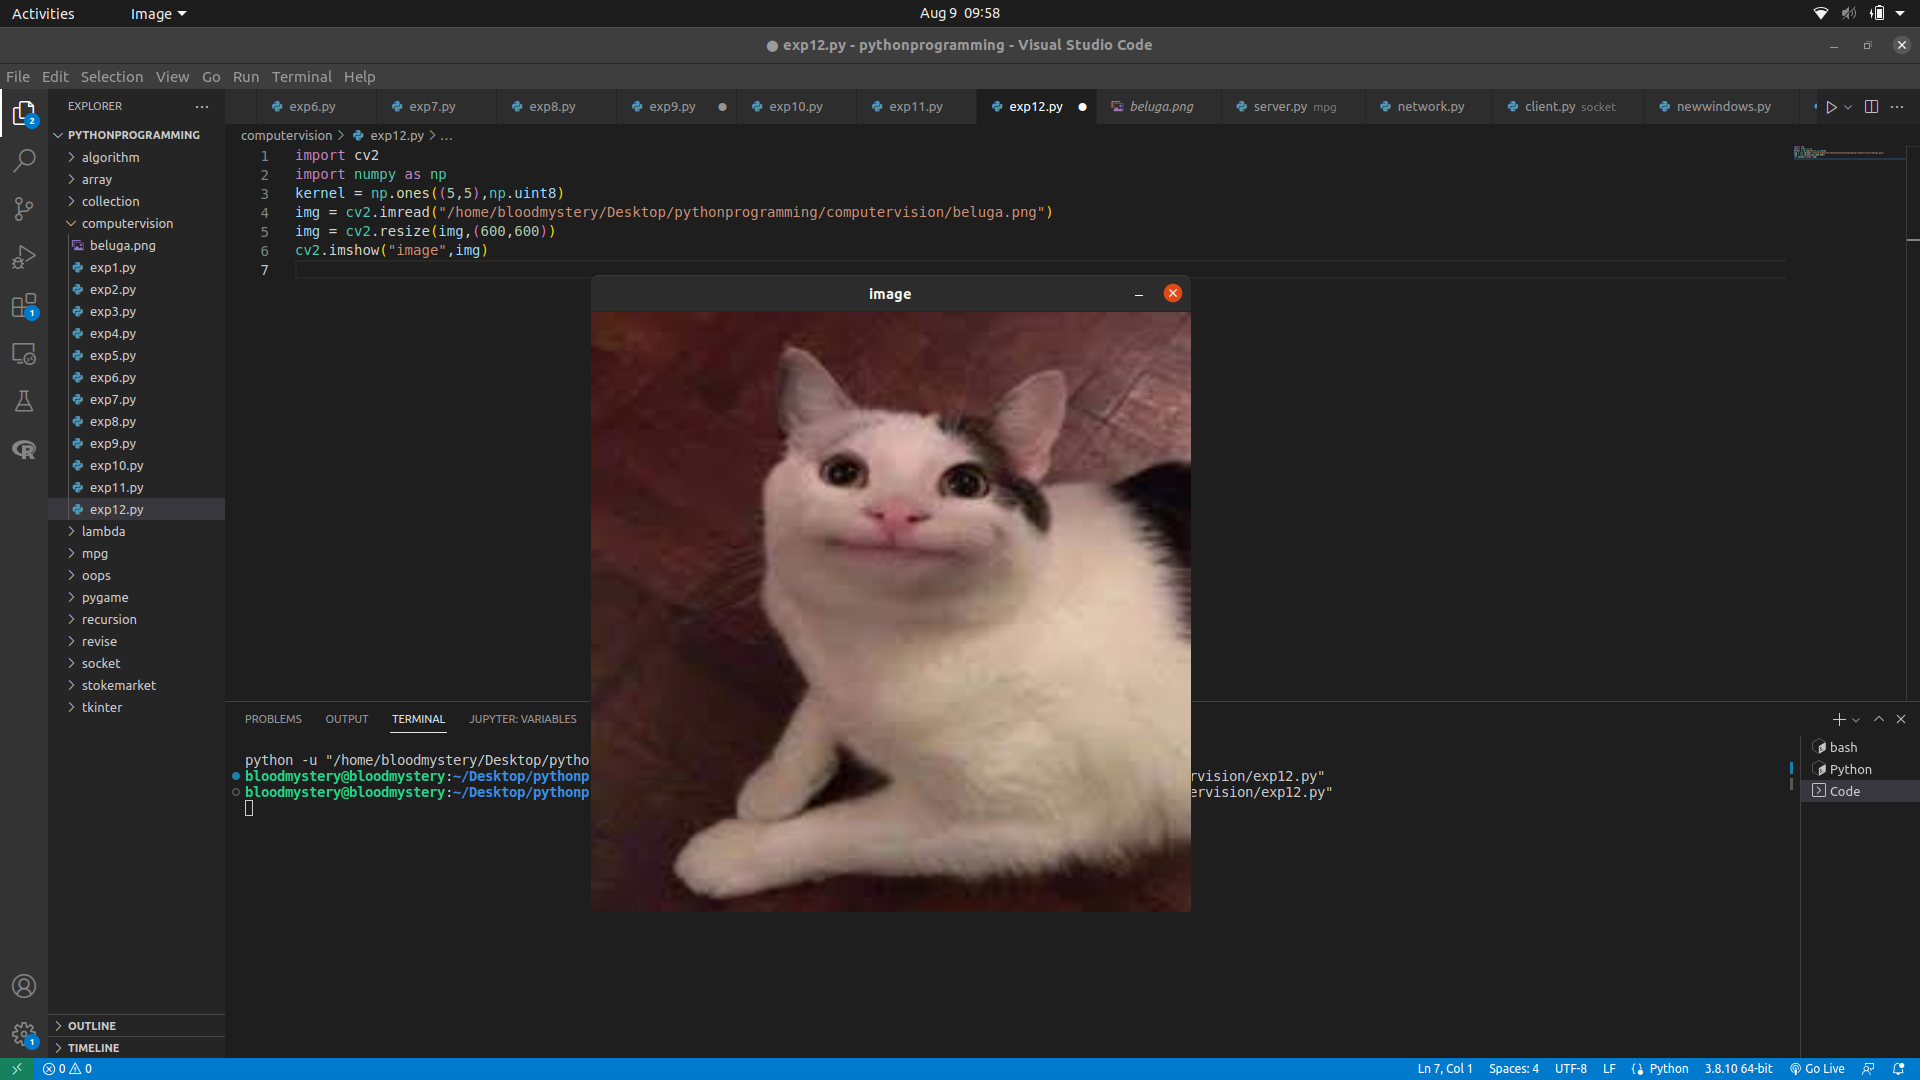 Activities
Image
Aug 9 09:58
● exp12.py - pythonprogramming - Visual Studio Code
File Edit Selection View Go Run Terminal Help
EXPLORER
exp6.py
exp7.py
exp8.py
exp9.py
exp10.py
exp11.py
exp12.py
beluga.png
server.py mpg
network.py
client.py socket
newwindows.py
computervision > exp12.py > ...
PYTHONPROGRAMMING
algorithm
array
collection
computervision
beluga.png
exp1.py
exp2.py
exp3.py
exp4.py
exp5.py
exp6.py
exp7.py
exp8.py
exp9.py
exp10.py
exp11.py
exp12.py
lambda
mpg
oops
pygame
recursion
revise
socket
stokemarket
tkinter
OUTLINE
TIMELINE
2
1
1
1 import cv2
2 import numpy as np
3 kernel = np.ones((5,5),np.uint8)
4 img = cv2.imread("/home/bloodmystery/Desktop/pythonprogramming/computervision/beluga.png")
5 img = cv2.resize(img,(600,600))
6 cv2.imshow("image",img)
7
image
PROBLEMS OUTPUT TERMINAL JUPYTER: VARIABLES
python -u "/home/bloodmystery/Desktop/pytho
bloodmystery@bloodmystery:~/Desktop/pythonp rvision/exp12.py"
bloodmystery@bloodmystery:~/Desktop/pythonp ervision/exp12.py"
bash
Python
Code
0 0
Ln 7, Col 1 Spaces: 4 UTF-8 LF Python 3.8.10 64-bit Go Live